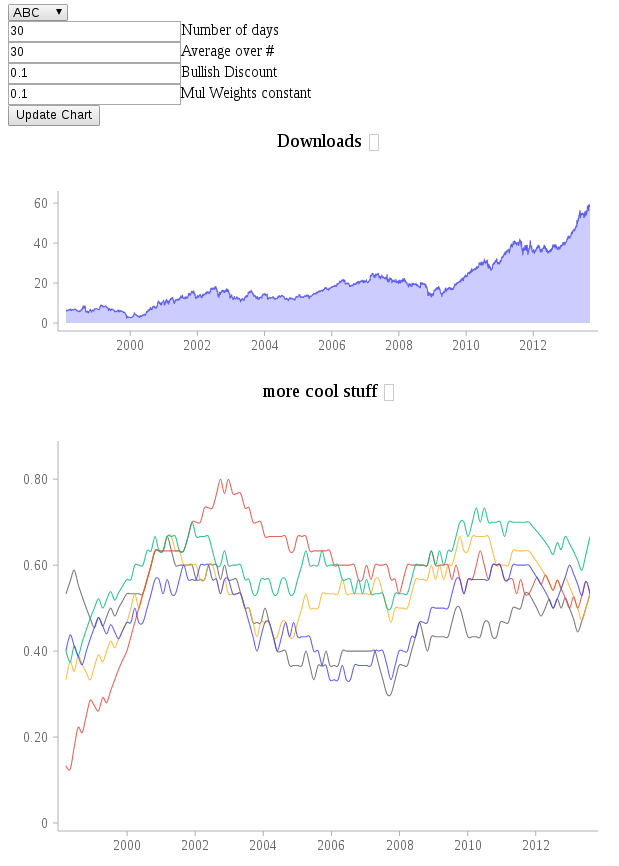 ABC
30 Number of days
30 Average over #
0.1 Bullish Discount
0.1 Mul Weights constant
Update Chart
Downloads
60
40
20
0
2000 2002 2004 2006 2008 2010 2012
more cool stuff
0.80
0.60
0.40
0.20
0
2000 2002 2004 2006 2008 2010 2012